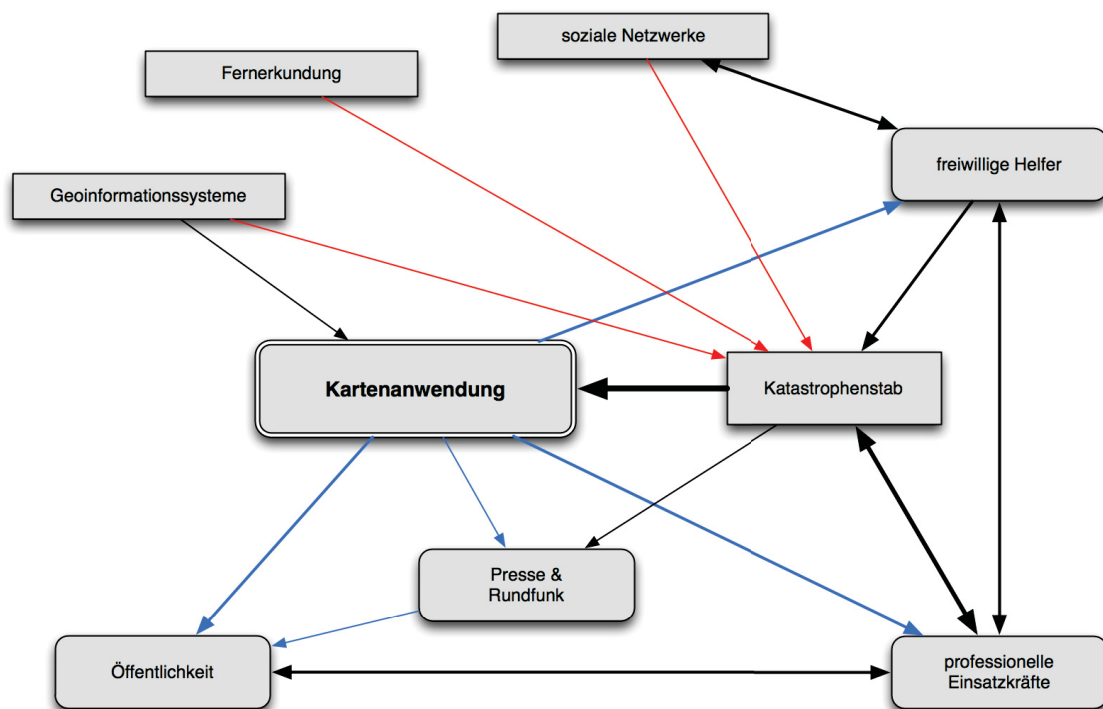 soziale Netzwerke
Fernerkundung
freiwillige Helfer
Geoinformationssysteme
Kartenanwendung
Katastrophenstab
Presse &
Rundfunk
Öffentlichkeit
professionelle
Einsatzkräfte